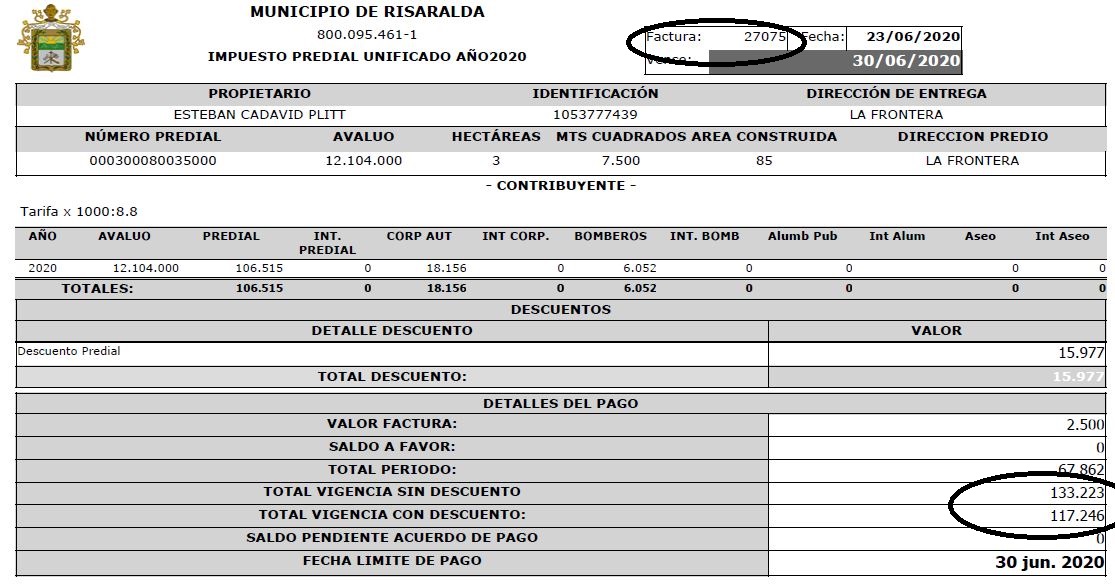 MUNICIPIO DE RISARALDA
800.095.461-1
IMPUESTO PREDIAL UNIFICADO AÑO2020
Factura: 27075 Fecha: 23/06/2020
Vence: 30/06/2020
PROPIETARIO IDENTIFICACIÓN DIRECCIÓN DE ENTREGA
ESTEBAN CADAVID PLITT 1053777439 LA FRONTERA
NÚMERO PREDIAL AVALUO HECTÁREAS MTS CUADRADOS AREA CONSTRUIDA DIRECCION PREDIO
000300080035000 12.104.000 3 7.500 85 LA FRONTERA
- CONTRIBUYENTE -
Tarifa x 1000:8.8
AÑO AVALUO PREDIAL INT. PREDIAL CORP AUT INT CORP. BOMBEROS INT. BOMB Alumb Pub Int Alum Aseo Int Aseo
2020 12.104.000 106.515 0 18.156 0 6.052 0 0 0 0
TOTALES: 106.515 0 18.156 0 6.052 0 0 0 0
DESCUENTOS
DETALLE DESCUENTO VALOR
Descuento Predial 15.977
TOTAL DESCUENTO: 15.977
DETALLES DEL PAGO
VALOR FACTURA: 2.500
SALDO A FAVOR: 0
TOTAL PERIODO: 67.862
TOTAL VIGENCIA SIN DESCUENTO 133.223
TOTAL VIGENCIA CON DESCUENTO: 117.246
SALDO PENDIENTE ACUERDO DE PAGO 0
FECHA LIMITE DE PAGO 30 jun. 2020